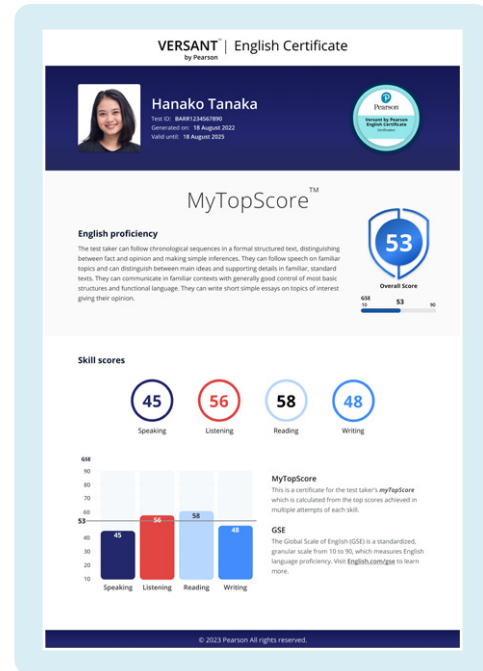 VERSANT™ | English Certificate
by Pearson
Hanako Tanaka
Test ID: BARR1234567890
Generated on: 18 August 2022
Valid until: 18 August 2025
Pearson
Versant by Pearson
English Certificate
Certificated
MyTopScore™
English proficiency
The test taker can follow chronological sequences in a formal structured text, distinguishing
between fact and opinion and making simple inferences. They can follow speech on familiar
topics and can distinguish between main ideas and supporting details in familiar, standard
texts. They can communicate in familiar contexts with generally good control of most basic
structures and functional language. They can write short simple essays on topics of interest
giving their opinion.
53
Overall Score
GSE
10 53 90
Skill scores
45 56 58 48
Speaking Listening Reading Writing
GSE
90
80
70
60
53
40
30
20
10
45
56
58
48
Speaking Listening Reading Writing
MyTopScore
This is a certificate for the test taker's myTopScore
which is calculated from the top scores achieved in
multiple attempts of each skill.
GSE
The Global Scale of English (GSE) is a standardized,
granular scale from 10 to 90, which measures English
language proficiency. Visit English.com/gse to learn
more.
© 2023 Pearson All rights reserved.